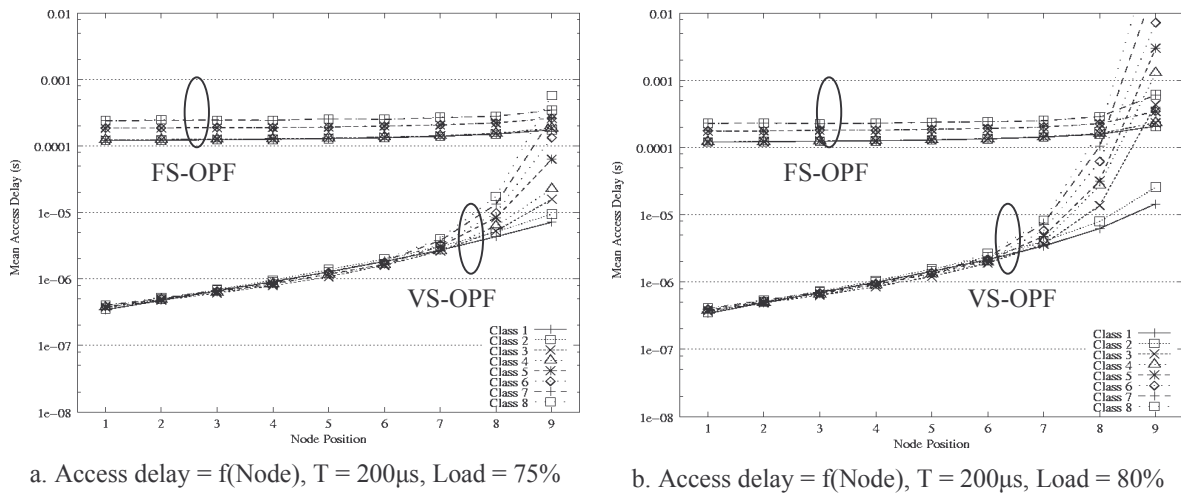 0.01
0.001
0.0001
1e-05
1e-06
1e-07
1e-08
Mean Access Delay (s)
FS-OPF
VS-OPF
Class 1
Class 2
Class 3
Class 4
Class 5
Class 6
Class 7
Class 8
1 2 3 4 5 6 7 8 9
Node Position
a. Access delay = f(Node), T = 200μs, Load = 75%
0.01
0.001
0.0001
1e-05
1e-06
1e-07
1e-08
Mean Access Delay (s)
FS-OPF
VS-OPF
Class 1
Class 2
Class 3
Class 4
Class 5
Class 6
Class 7
Class 8
1 2 3 4 5 6 7 8 9
Node Position
b. Access delay = f(Node), T = 200μs, Load = 80%